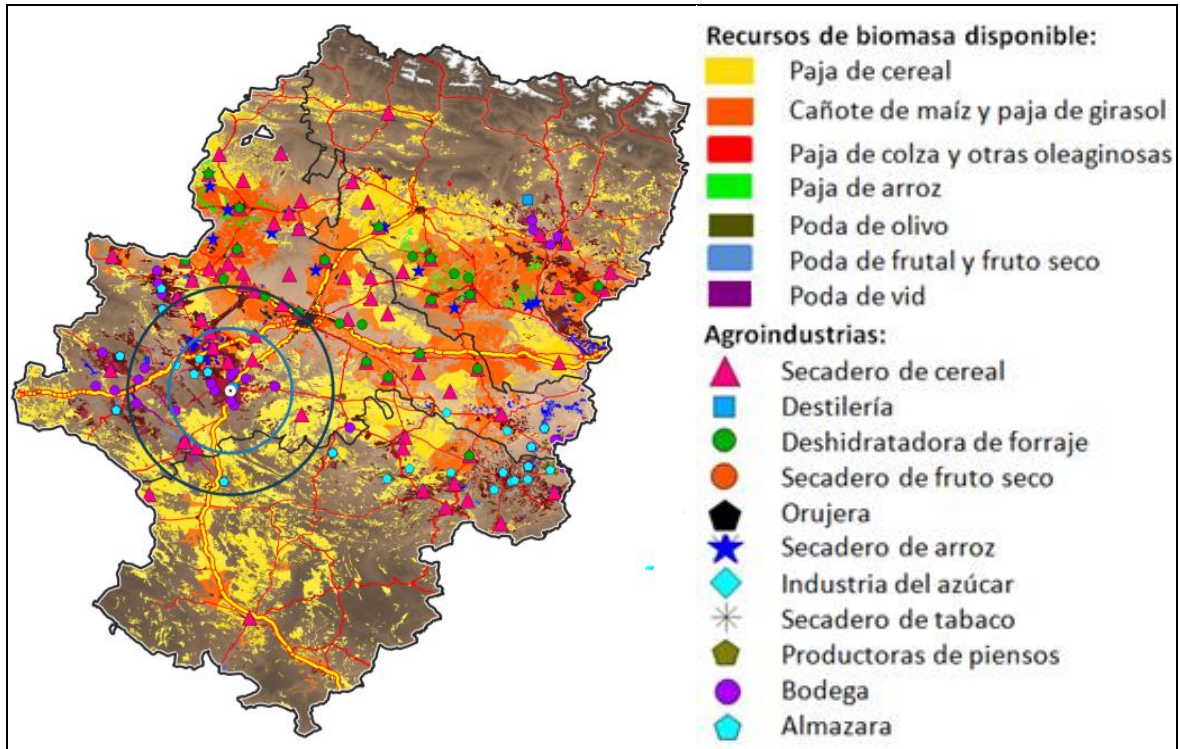 Recursos de biomasa disponible:
Paja de cereal
Cañote de maíz y paja de girasol
Paja de colza y otras oleaginosas
Paja de arroz
Poda de olivo
Poda de frutal y fruto seco
Poda de vid
Agroindustrias:
Secadero de cereal
Destilería
Deshidratadora de forraje
Secadero de fruto seco
Orujera
Secadero de arroz
Industria del azúcar
Secadero de tabaco
Productoras de piensos
Bodega
Almazara